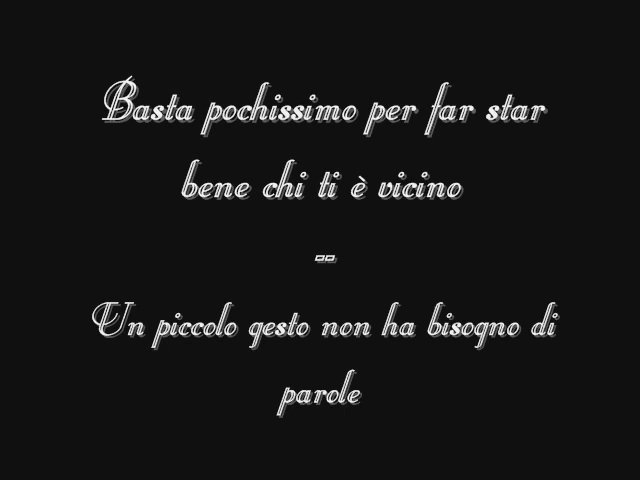 Basta pochissimo per far star
bene chi ti è vicino
--
Un piccolo gesto non ha bisogno di
parole